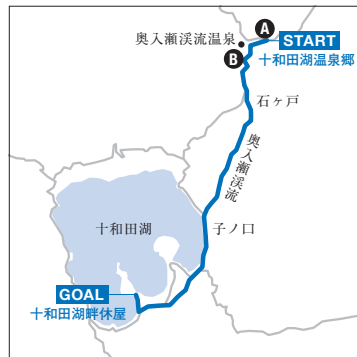 A
奥入瀬渓流温泉
START
B
十和田湖温泉郷
石ヶ戸
奥入瀬渓流
十和田湖
子ノ口
GOAL
十和田湖畔休屋